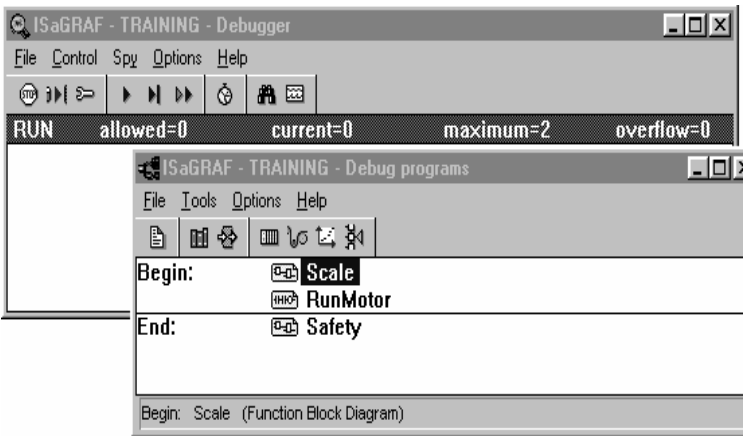 ISaGRAF - TRAINING - Debugger
File Control Spy Options Help
STOP
RUN allowed=0 current=0 maximum=2 overflow=0
ISaGRAF - TRAINING - Debug programs
File Tools Options Help
Begin: Scale
RunMotor
End: Safety
Begin: Scale (Function Block Diagram)